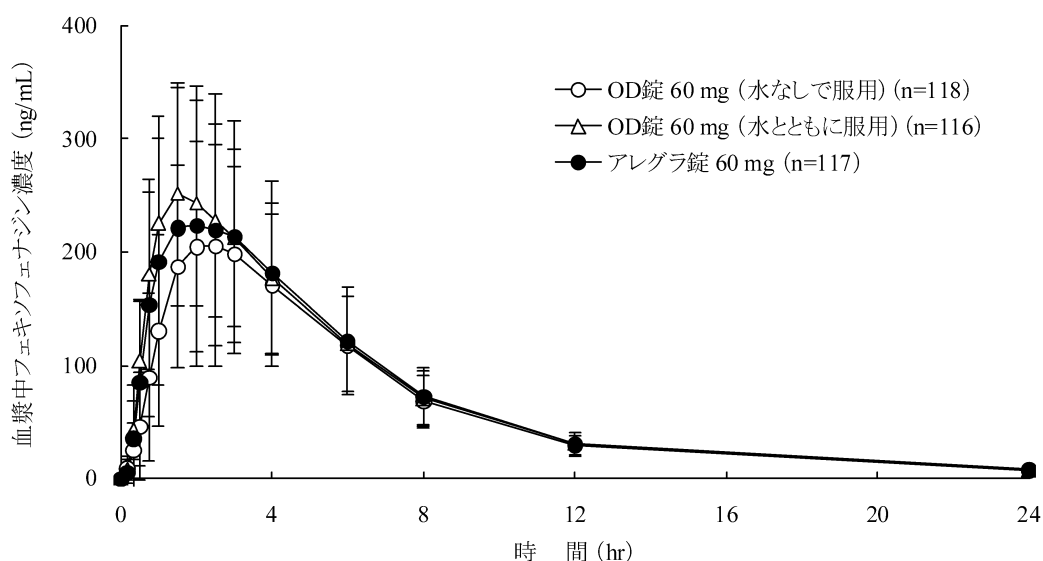 400
300
200
100
0
血漿中フェキソフェナジン濃度 (ng/mL)
OD錠 60 mg (水なしで服用) (n=118)
OD錠 60 mg (水とともに服用) (n=116)
アレグラ錠 60 mg (n=117)
0 4 8 12 16 20 24
時 間 (hr)